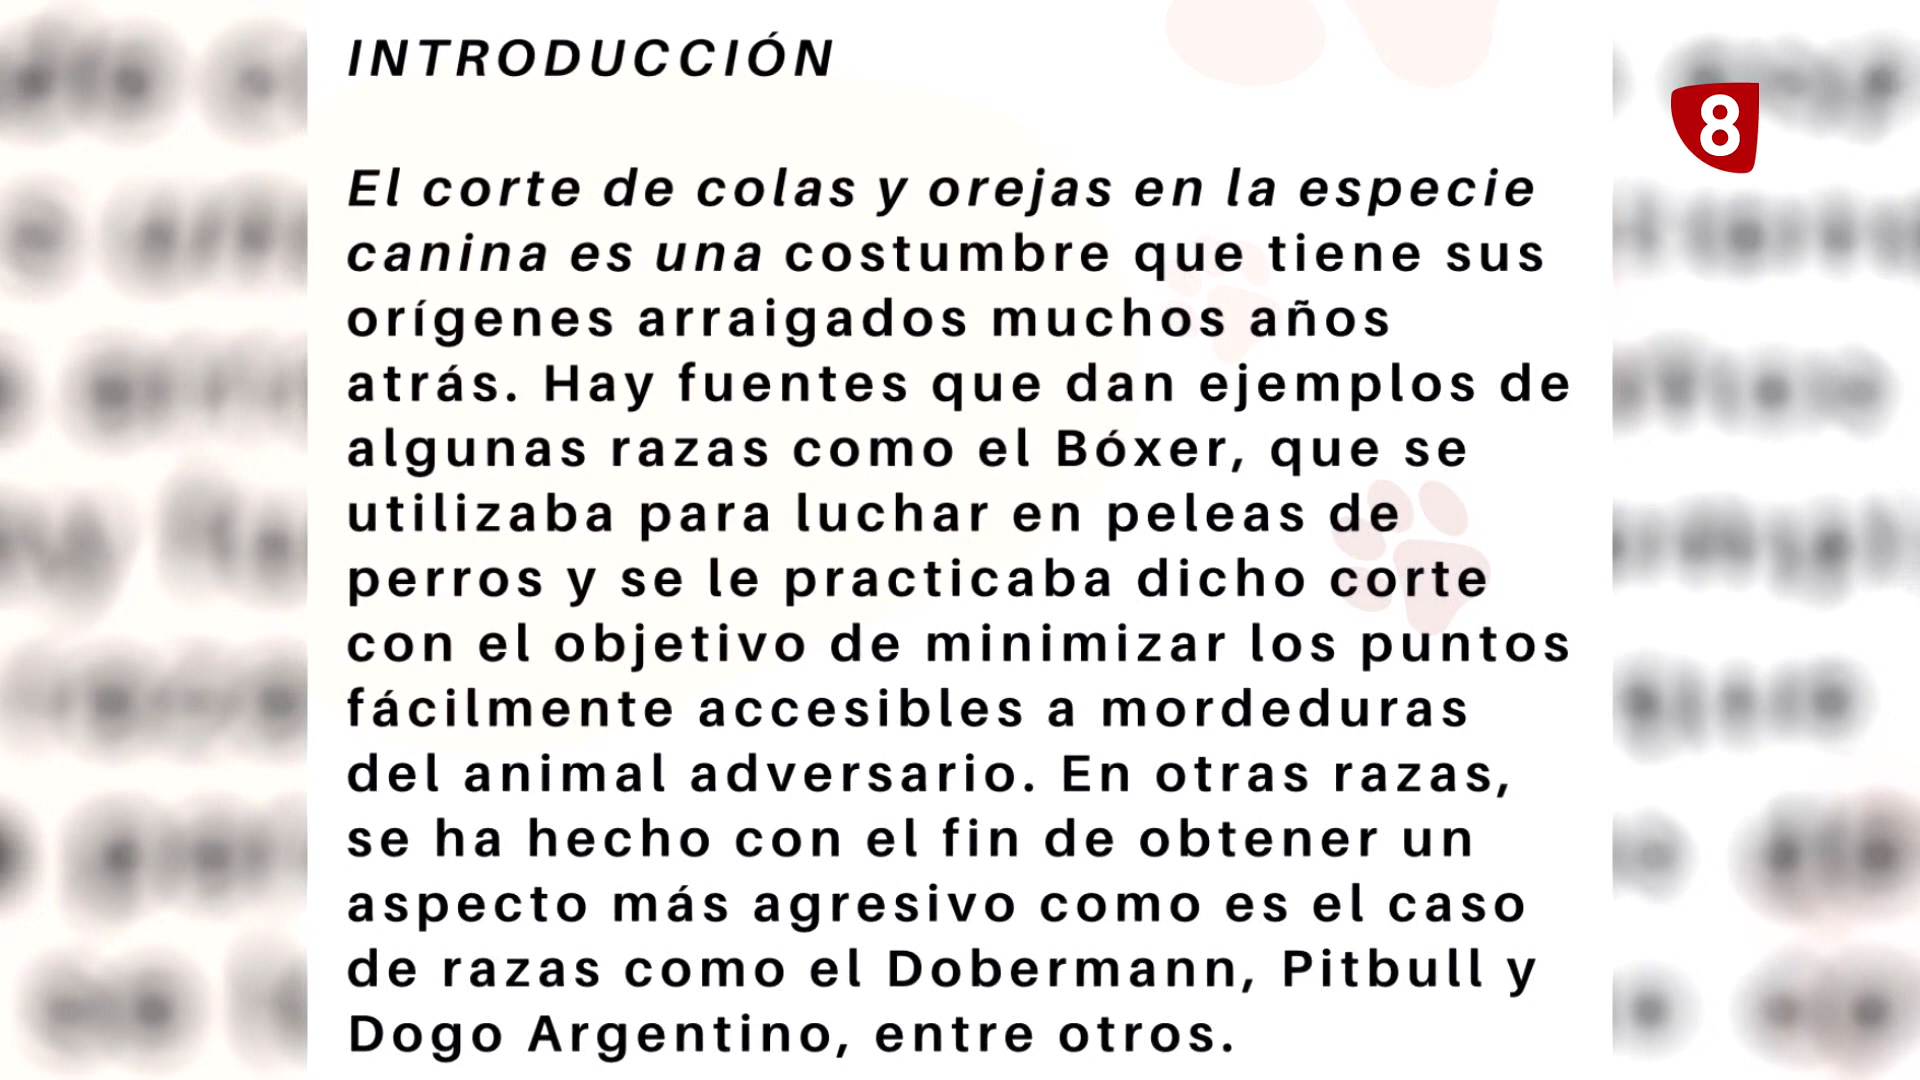 INTRODUCCIÓN
8
El corte de colas y orejas en la especie
canina es una costumbre que tiene sus
orígenes arraigados muchos años
atrás. Hay fuentes que dan ejemplos de
algunas razas como el Bóxer, que se
utilizaba para luchar en peleas de
perros y se le practicaba dicho corte
con el objetivo de minimizar los puntos
fácilmente accesibles a mordeduras
del animal adversario. En otras razas,
se ha hecho con el fin de obtener un
aspecto más agresivo como es el caso
de razas como el Dobermann, Pitbull y
Dogo Argentino, entre otros.